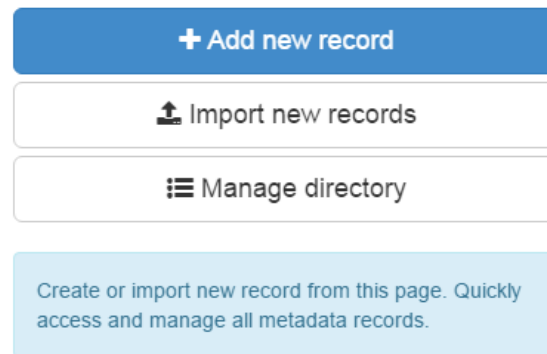 Add new record
Import new records
Manage directory
Create or import new record from this page. Quickly
access and manage all metadata records.